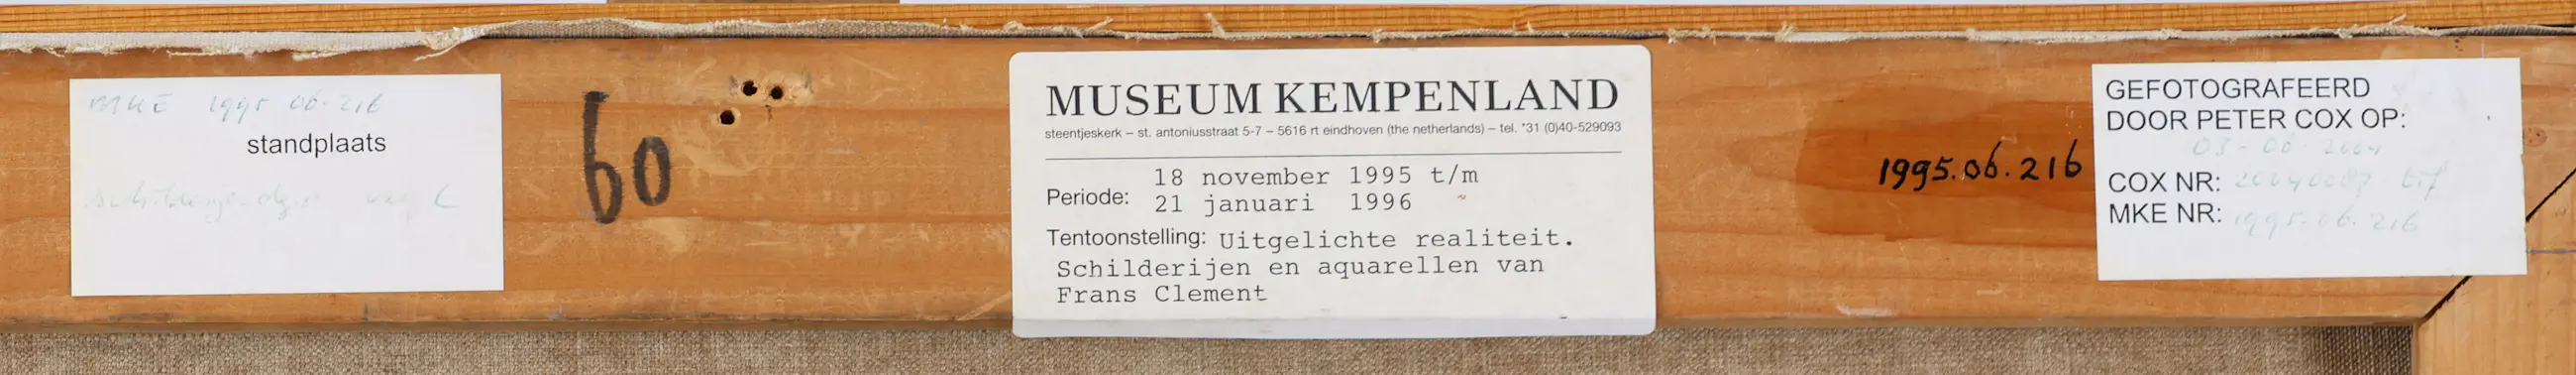 MKE 1995 06.216
standplaats
60
MUSEUM KEMPENLAND
steentjeskerk – st. antoniusstraat 5-7 – 5616 rt eindhoven (the netherlands) – tel. *31 (0)40-529093
Periode: 18 november 1995 t/m
21 januari 1996
Tentoonstelling: Uitgelichte realiteit.
Schilderijen en aquarellen van
Frans Clement
1995.06.216
GEFOTOGRAFEERD
DOOR PETER COX OP:
COX NR:
MKE NR: 1995.06.216